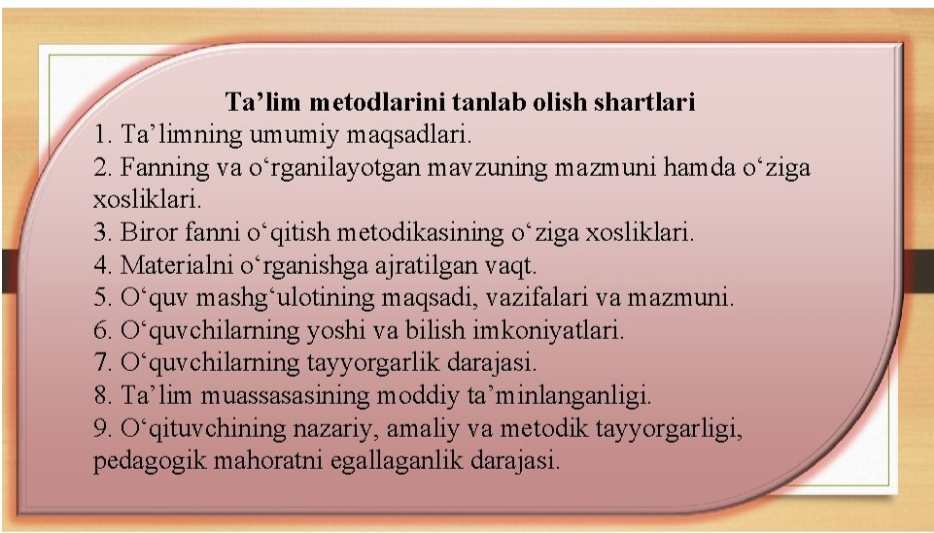 Ta’lim metodlarini tanlab olish shartlari
1. Ta’limning umumiy maqsadlari.
2. Fanning va o‘rganilayotgan mavzuning mazmuni hamda o‘ziga
xosliklari.
3. Biror fanni o‘qitish metodikasining o‘ziga xosliklari.
4. Materialni o‘rganishga ajratilgan vaqt.
5. O‘quv mashg‘ulotining maqsadi, vazifalari va mazmuni.
6. O‘quvchilarning yoshi va bilish imkoniyatlari.
7. O‘quvchilarning tayyorgarlik darajasi.
8. Ta’lim muassasasining moddiy ta’minlanganligi.
9. O‘qituvchining nazariy, amaliy va metodik tayyorgarligi,
pedagogik mahoratni egallaganlik darajasi.